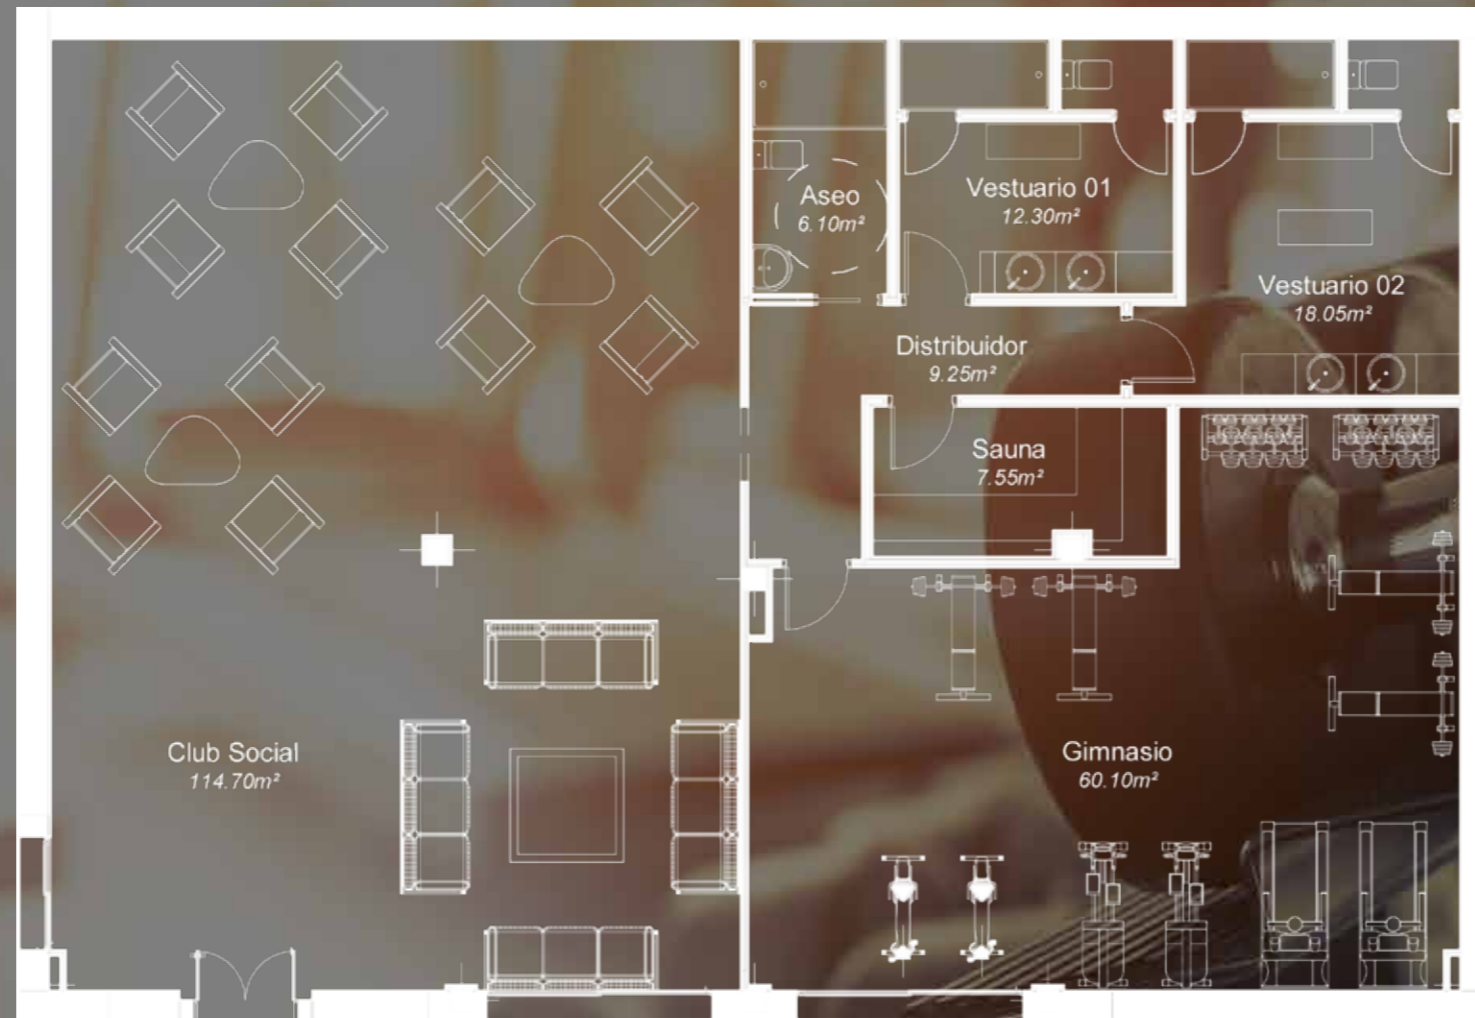 Aseo
6.10m²
Vestuario 01
12.30m²
Vestuario 02
18.05m²
Distribuidor
9.25m²
Sauna
7.55m²
Club Social
114.70m²
Gimnasio
60.10m²